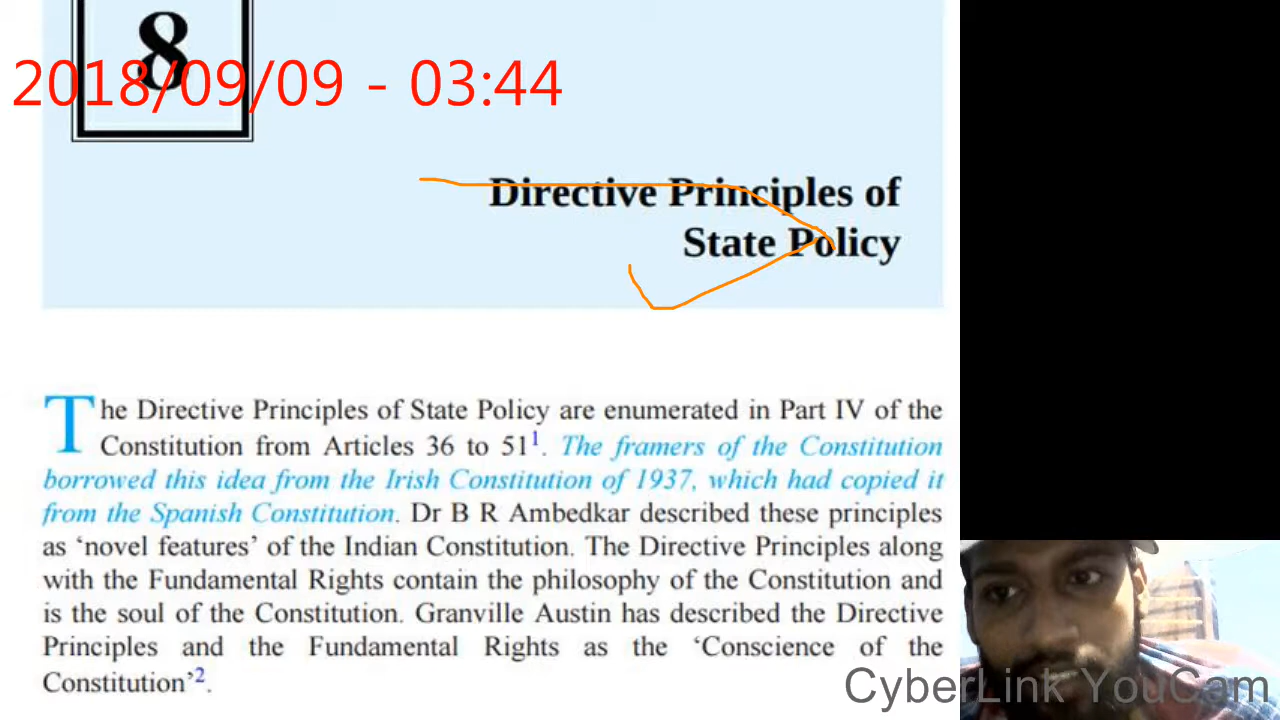 8
2018/09/09 - 03:44
Directive Principles of
State Policy
The Directive Principles of State Policy are enumerated in Part IV of the
Constitution from Articles 36 to 51¹. The framers of the Constitution
borrowed this idea from the Irish Constitution of 1937, which had copied it
from the Spanish Constitution. Dr B R Ambedkar described these principles
as ‘novel features’ of the Indian Constitution. The Directive Principles along
with the Fundamental Rights contain the philosophy of the Constitution and
is the soul of the Constitution. Granville Austin has described the Directive
Principles and the Fundamental Rights as the ‘Conscience of the
Constitution’².
CyberLink YouCam